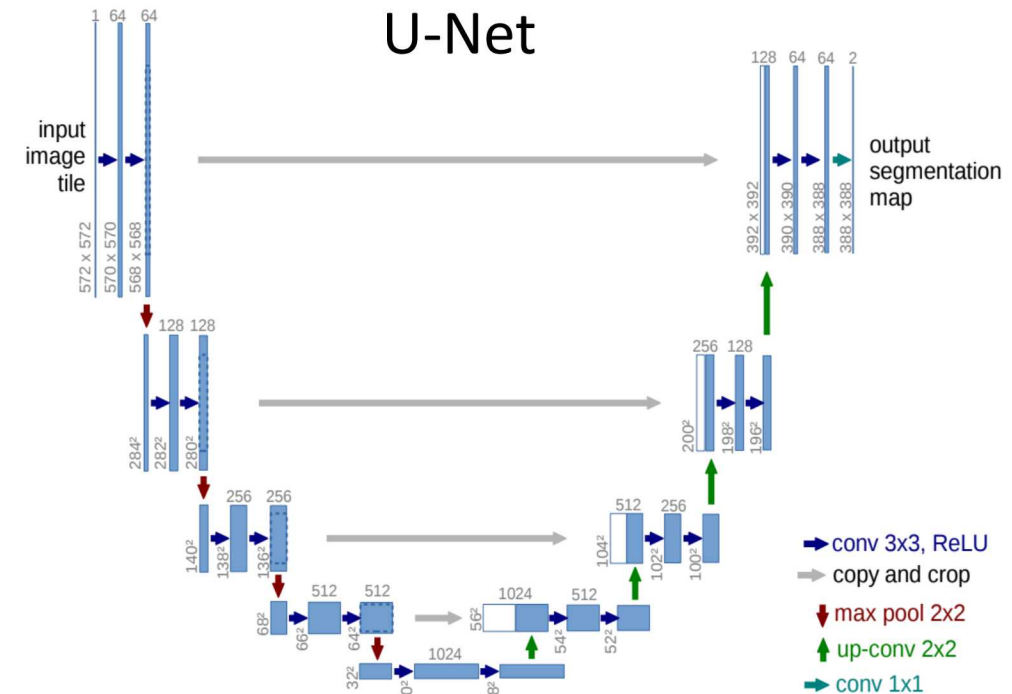 U-Net
1 64 64
input
image
tile
572 x 572
570 x 570
568 x 568
128 64 64 2
output
segmentation
map
392 x 392
390 x 390
388 x 388
388 x 388
128 128
284²
282²
280²
256 128
200²
198²
196²
256 256
140²
138²
136²
512 256
104²
102²
100²
512 512
68²
66²
64²
1024 512
56²
54²
52²
1024
32²
conv 3x3, ReLU
copy and crop
max pool 2x2
up-conv 2x2
conv 1x1